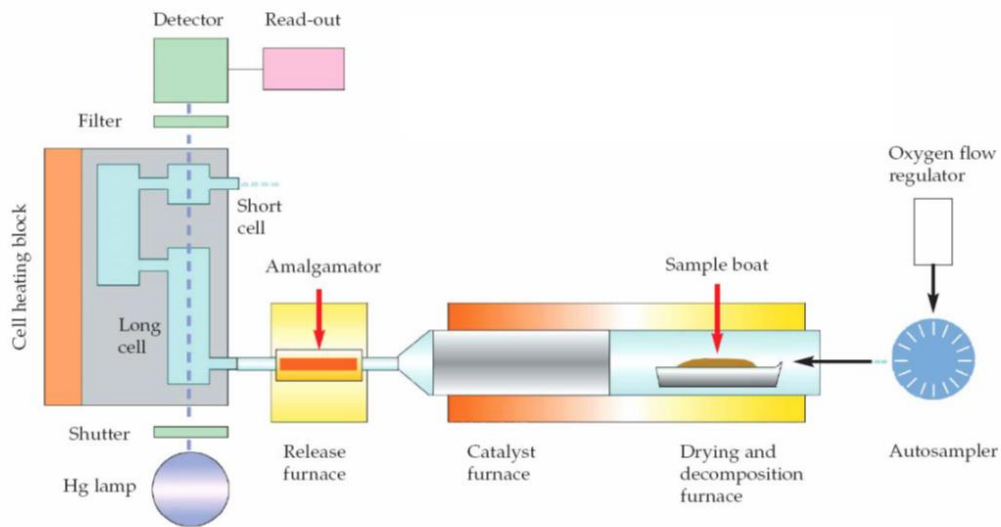 Detector
Read-out
Filter
Cell heating block
Short
cell
Long
cell
Amalgamator
Sample boat
Oxygen flow
regulator
Shutter
Hg lamp
Release
furnace
Catalyst
furnace
Drying and
decomposition
furnace
Autosampler